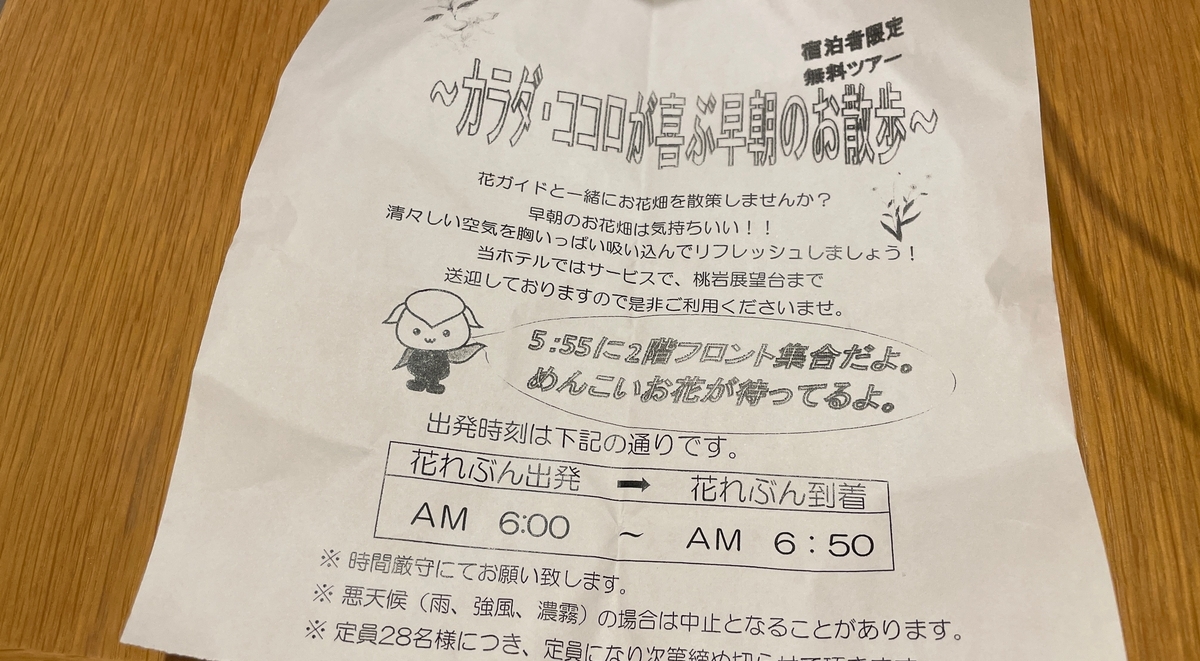 宿泊者限定
無料ツアー
～カラダ・ココロが喜ぶ早朝のお散歩～
花ガイドと一緒にお花畑を散策しませんか？
早朝のお花畑は気持ちいい！！
清々しい空気を胸いっぱい吸い込んでリフレッシュしましょう！
当ホテルではサービスで、桃岩展望台まで
送迎しておりますので是非ご利用くださいませ。
5:55に2階フロント集合だよ。
めんこいお花が待ってるよ。
出発時刻は下記の通りです。
花れぶん出発 ➡ 花れぶん到着
AM 6:00 ～ AM 6：50
※ 時間厳守にてお願い致します。
※ 悪天候（雨、強風、濃霧）の場合は中止となることがあります。
※ 定員28名様につき、定員になり次第締め切らせて頂きます